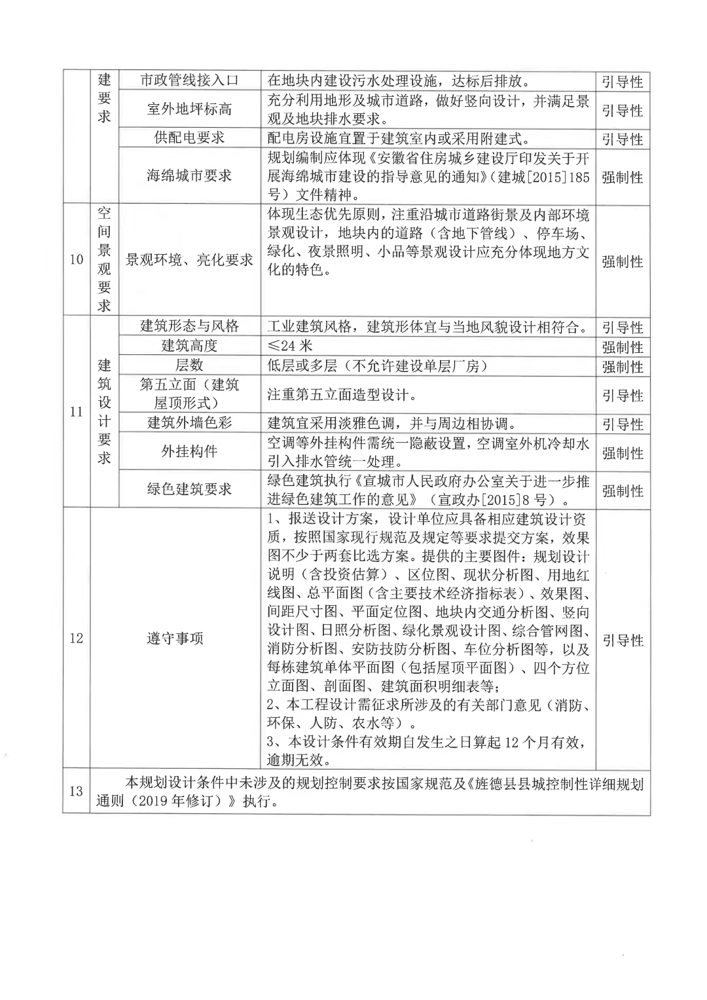 建
要
求
市政管线接入口
在地块内建设污水处理设施，达标后排放。
引导性
室外地坪标高
充分利用地形及城市道路，做好竖向设计，并满足景
观及地块排水要求。
引导性
供配电要求
配电房设施宜置于建筑室内或采用附建式。
引导性
海绵城市要求
规划编制应体现《安徽省住房城乡建设厅印发关于开
展海绵城市建设的指导意见的通知》（建城[2015]185
号）文件精神。
强制性
10
空
间
景
观
要
求
景观环境、亮化要求
体现生态优先原则，注重沿城市道路街景及内部环境
景观设计，地块内的道路（含地下管线）、停车场、
绿化、夜景照明、小品等景观设计应充分体现地方文
化的特色。
强制性
11
建
筑
设
计
要
求
建筑形态与风格
工业建筑风格，建筑形体宜与当地风貌设计相符合。
引导性
建筑高度
≤24 米
强制性
层数
低层或多层（不允许建设单层厂房）
强制性
第五立面（建筑
屋顶形式）
注重第五立面造型设计。
引导性
建筑外墙色彩
建筑宜采用淡雅色调，并与周边相协调。
引导性
外挂构件
空调等外挂构件需统一隐蔽设置，空调室外机冷却水
引入排水管统一处理。
强制性
绿色建筑要求
绿色建筑执行《宣城市人民政府办公室关于进一步推
进绿色建筑工作的意见》（宣政办[2015]8 号）。
强制性
12
遵守事项
1、报送设计方案，设计单位应具备相应建筑设计资
质，按照国家现行规范及规定等要求提交方案，效果
图不少于两套比选方案。提供的主要图件：规划设计
说明（含投资估算）、区位图、现状分析图、用地红
线图、总平面图（含主要技术经济指标表）、效果图、
间距尺寸图、平面定位图、地块内交通分析图、竖向
设计图、日照分析图、绿化景观设计图、综合管网图、
消防分析图、安防技防分析图、车位分析图等，以及
每栋建筑单体平面图（包括屋顶平面图）、四个方位
立面图、剖面图、建筑面积明细表等；
2、本工程设计需征求所涉及的有关部门意见（消防、
环保、人防、农水等）。
3、本设计条件有效期自发生之日算起 12 个月有效，
逾期无效。
引导性
13
本规划设计条件中未涉及的规划控制要求按国家规范及《旌德县县城控制性详细规划
通则（2019 年修订）》执行。